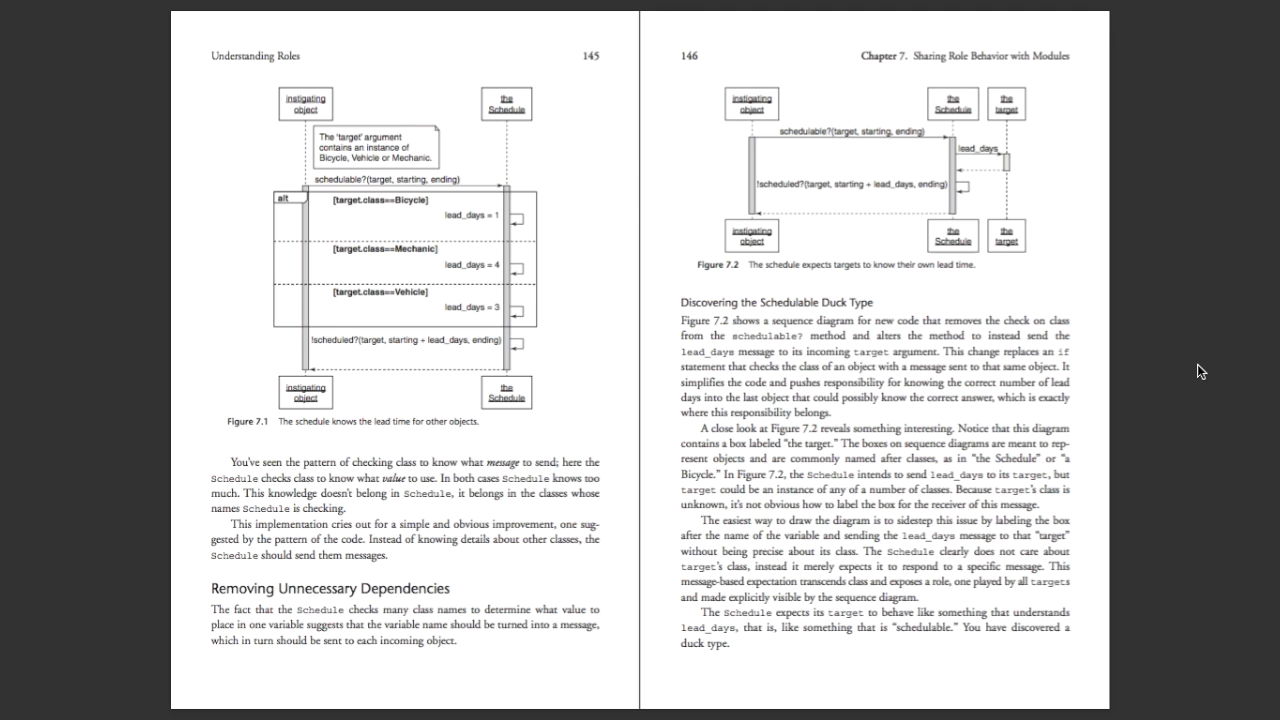 Understanding Roles 145
instigating
object
the
Schedule
The 'target' argument
contains an instance of
Bicycle, Vehicle or Mechanic.
schedulable?(target, starting, ending)
alt
[target.class==Bicycle]
lead_days = 1
[target.class==Mechanic]
lead_days = 4
[target.class==Vehicle]
lead_days = 3
!scheduled?(target, starting + lead_days, ending)
instigating
object
the
Schedule
Figure 7.1 The schedule knows the lead time for other objects.
You've seen the pattern of checking class to know what message to send; here the
Schedule checks class to know what value to use. In both cases Schedule knows too
much. This knowledge doesn't belong in Schedule, it belongs in the classes whose
names Schedule is checking.
This implementation cries out for a simple and obvious improvement, one sug-
gested by the pattern of the code. Instead of knowing details about other classes, the
Schedule should send them messages.
Removing Unnecessary Dependencies
The fact that the Schedule checks many class names to determine what value to
place in one variable suggests that the variable name should be turned into a message,
which in turn should be sent to each incoming object.
146 Chapter 7. Sharing Role Behavior with Modules
instigating
object
the
Schedule
the
target
schedulable?(target, starting, ending)
lead_days
!scheduled?(target, starting + lead_days, ending)
instigating
object
the
Schedule
the
target
Figure 7.2 The schedule expects targets to know their own lead time.
Discovering the Schedulable Duck Type
Figure 7.2 shows a sequence diagram for new code that removes the check on class
from the schedulable? method and alters the method to instead send the
lead_days message to its incoming target argument. This change replaces an if
statement that checks the class of an object with a message sent to that same object. It
simplifies the code and pushes responsibility for knowing the correct number of lead
days into the last object that could possibly know the correct answer, which is exactly
where this responsibility belongs.
A close look at Figure 7.2 reveals something interesting. Notice that this diagram
contains a box labeled "the target." The boxes on sequence diagrams are meant to rep-
resent objects and are commonly named after classes, as in "the Schedule" or "a
Bicycle." In Figure 7.2, the Schedule intends to send lead_days to its target, but
target could be an instance of any of a number of classes. Because target's class is
unknown, it's not obvious how to label the box for the receiver of this message.
The easiest way to draw the diagram is to sidestep this issue by labeling the box
after the name of the variable and sending the lead_days message to that "target"
without being precise about its class. The Schedule clearly does not care about
target's class, instead it merely expects it to respond to a specific message. This
message-based expectation transcends class and exposes a role, one played by all targets
and made explicitly visible by the sequence diagram.
The Schedule expects its target to behave like something that understands
lead_days, that is, like something that is "schedulable." You have discovered a
duck type.